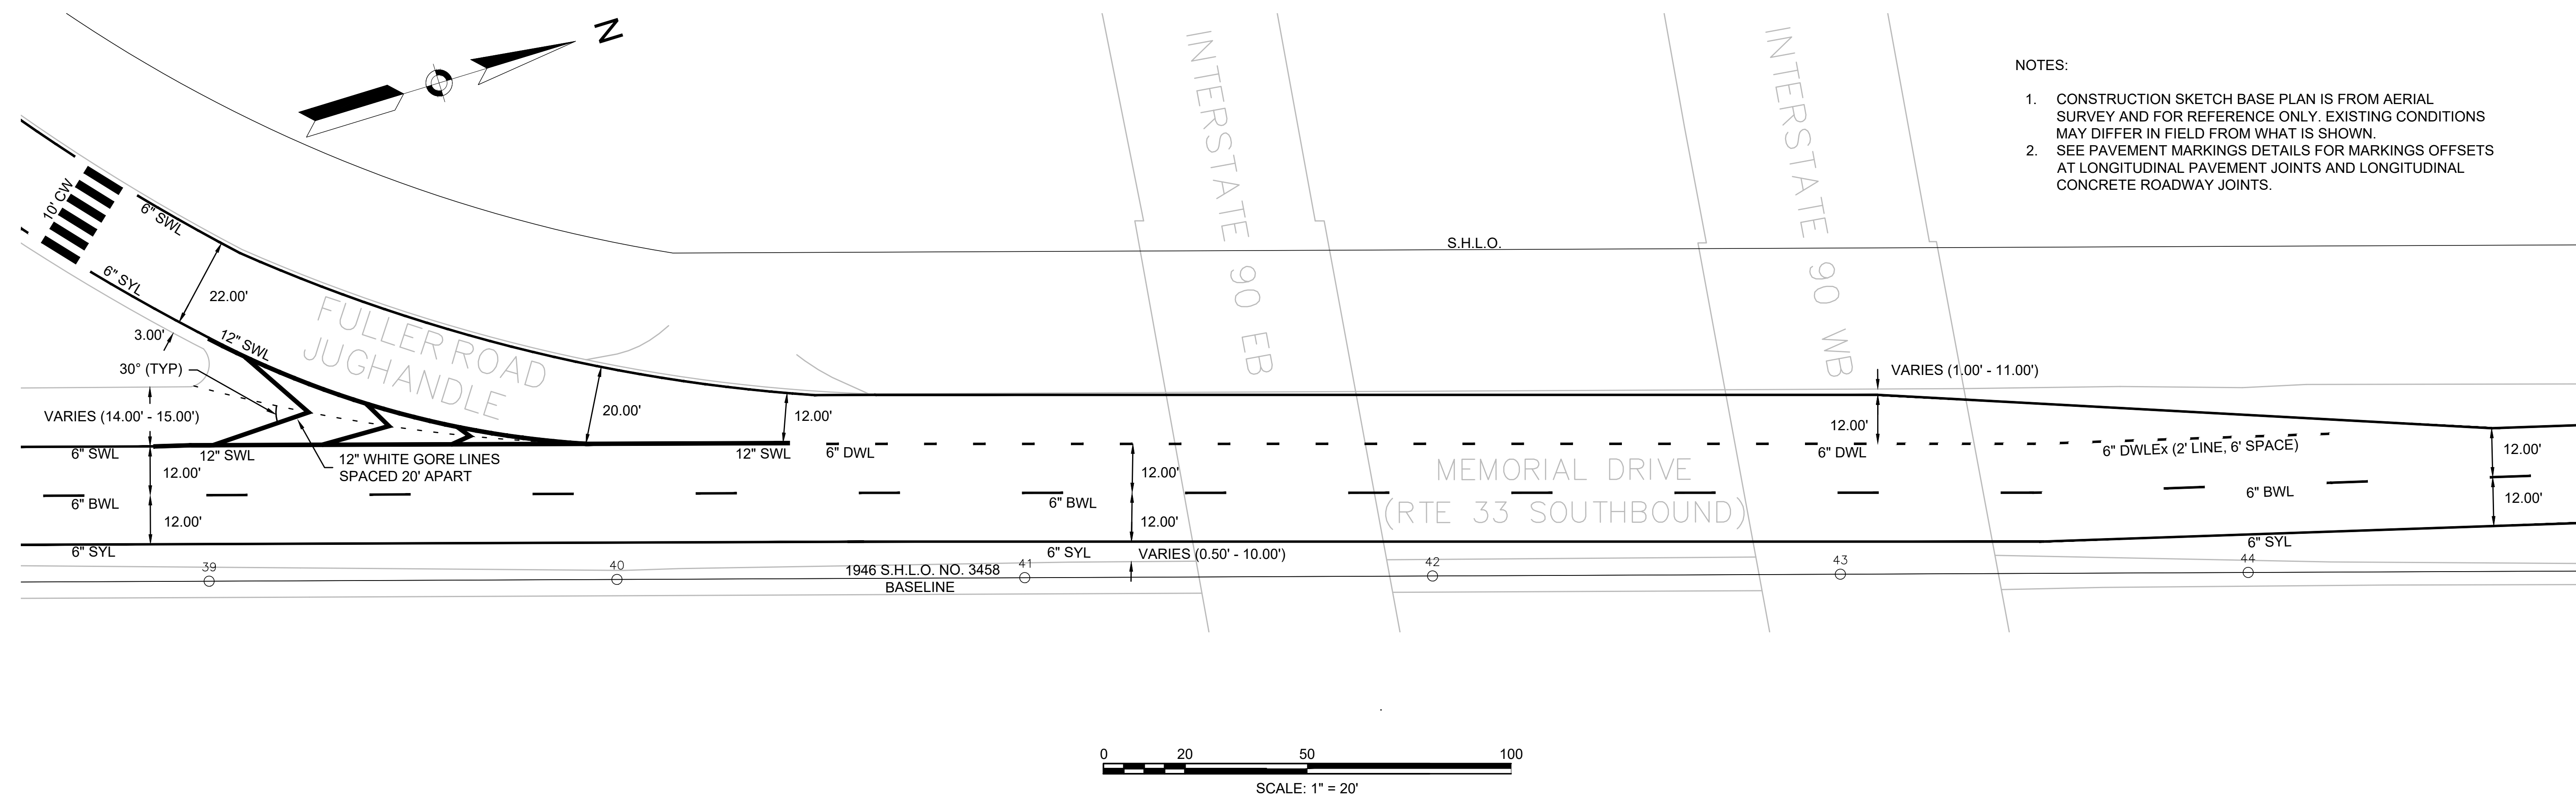 N
NOTES:
1. CONSTRUCTION SKETCH BASE PLAN IS FROM AERIAL
SURVEY AND FOR REFERENCE ONLY. EXISTING CONDITIONS
MAY DIFFER IN FIELD FROM WHAT IS SHOWN.
2. SEE PAVEMENT MARKINGS DETAILS FOR MARKINGS OFFSETS
AT LONGITUDINAL PAVEMENT JOINTS AND LONGITUDINAL
CONCRETE ROADWAY JOINTS.
INTERSTATE 90 EB
INTERSTATE 90 WB
S.H.L.O.
10' CW
6" SWL
6" SYL
22.00'
3.00'
12" SWL
FULLER ROAD
JUGHANDLE
30° (TYP)
VARIES (14.00' - 15.00')
20.00'
12.00'
VARIES (1.00' - 11.00')
12.00'
6" SWL
12" SWL
12" WHITE GORE LINES
SPACED 20' APART
12" SWL
6" DWL
6" DWL
6" DWLEx (2' LINE, 6' SPACE)
12.00'
12.00'
12.00'
MEMORIAL DRIVE
(RTE 33 SOUTHBOUND)
6" BWL
6" BWL
6" BWL
12.00'
12.00'
12.00'
6" SYL
6" SYL
VARIES (0.50' - 10.00')
6" SYL
39
40
41
42
43
44
1946 S.H.L.O. NO. 3458
BASELINE
0 20 50 100
SCALE: 1" = 20'